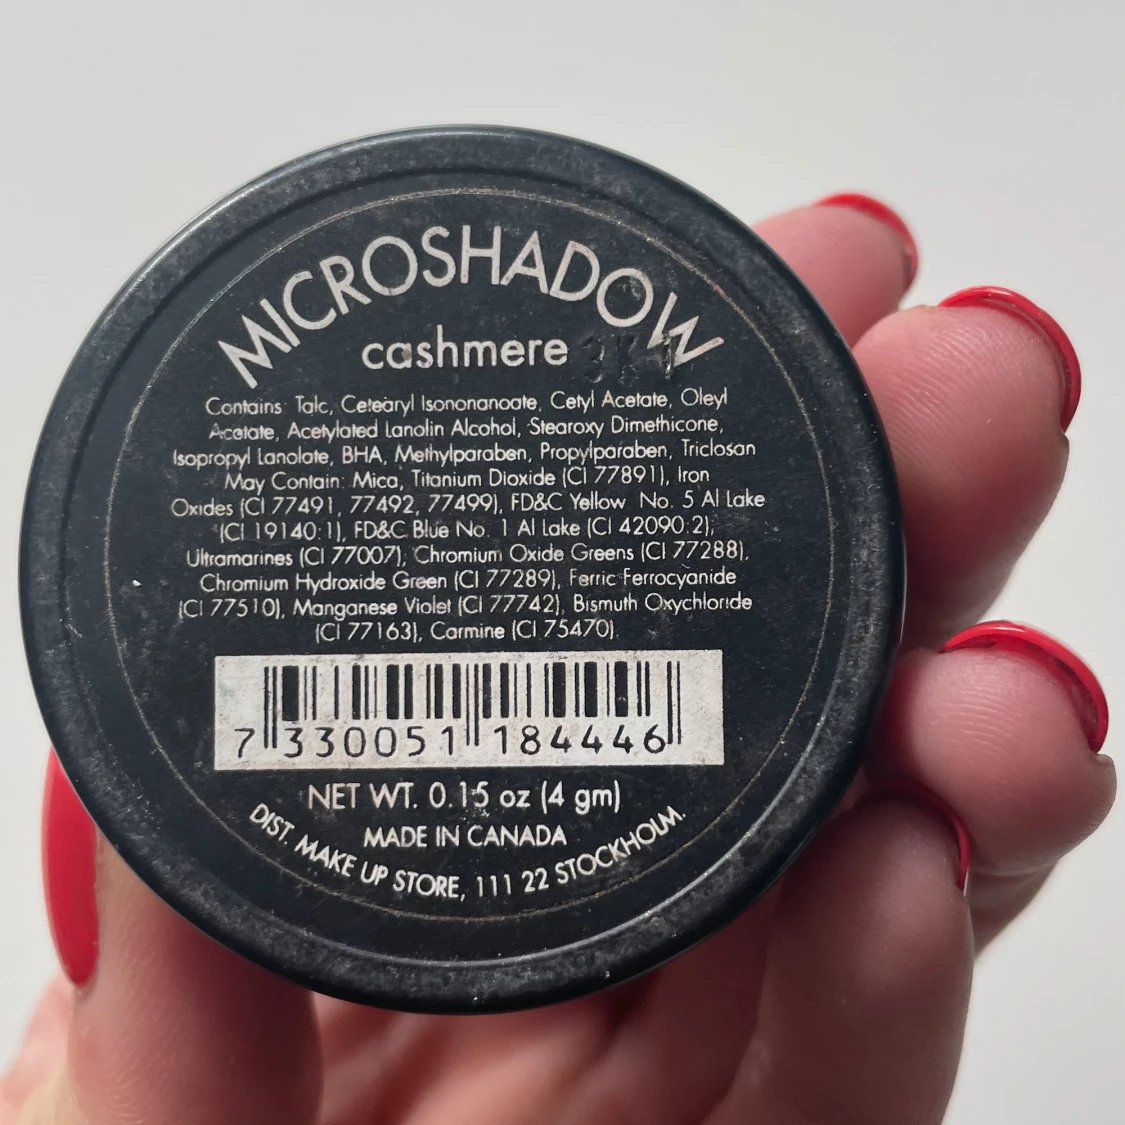 MICROSHADOW
cashmere
Contains: Talc, Cetearyl Isononanoate, Cetyl Acetate, Oleyl
Acetate, Acetylated Lanolin Alcohol, Stearoxy Dimethicone,
Isopropyl Lanolate, BHA, Methylparaben, Propylparaben, Triclosan
May Contain: Mica, Titanium Dioxide (CI 77891), Iron
Oxides (CI 77491, 77492, 77499), FD&C Yellow No. 5 Al Lake
(CI 19140:1), FD&C Blue No. 1 Al Lake (CI 42090:2),
Ultramarines (CI 77007), Chromium Oxide Greens (CI 77288),
Chromium Hydroxide Green (CI 77289), Ferric Ferrocyanide
(CI 77510), Manganese Violet (CI 77742), Bismuth Oxychloride
(CI 77163), Carmine (CI 75470).
7 330051 184446
NET WT. 0.15 oz (4 gm)
MADE IN CANADA
DIST. MAKE UP STORE, 111 22 STOCKHOLM.